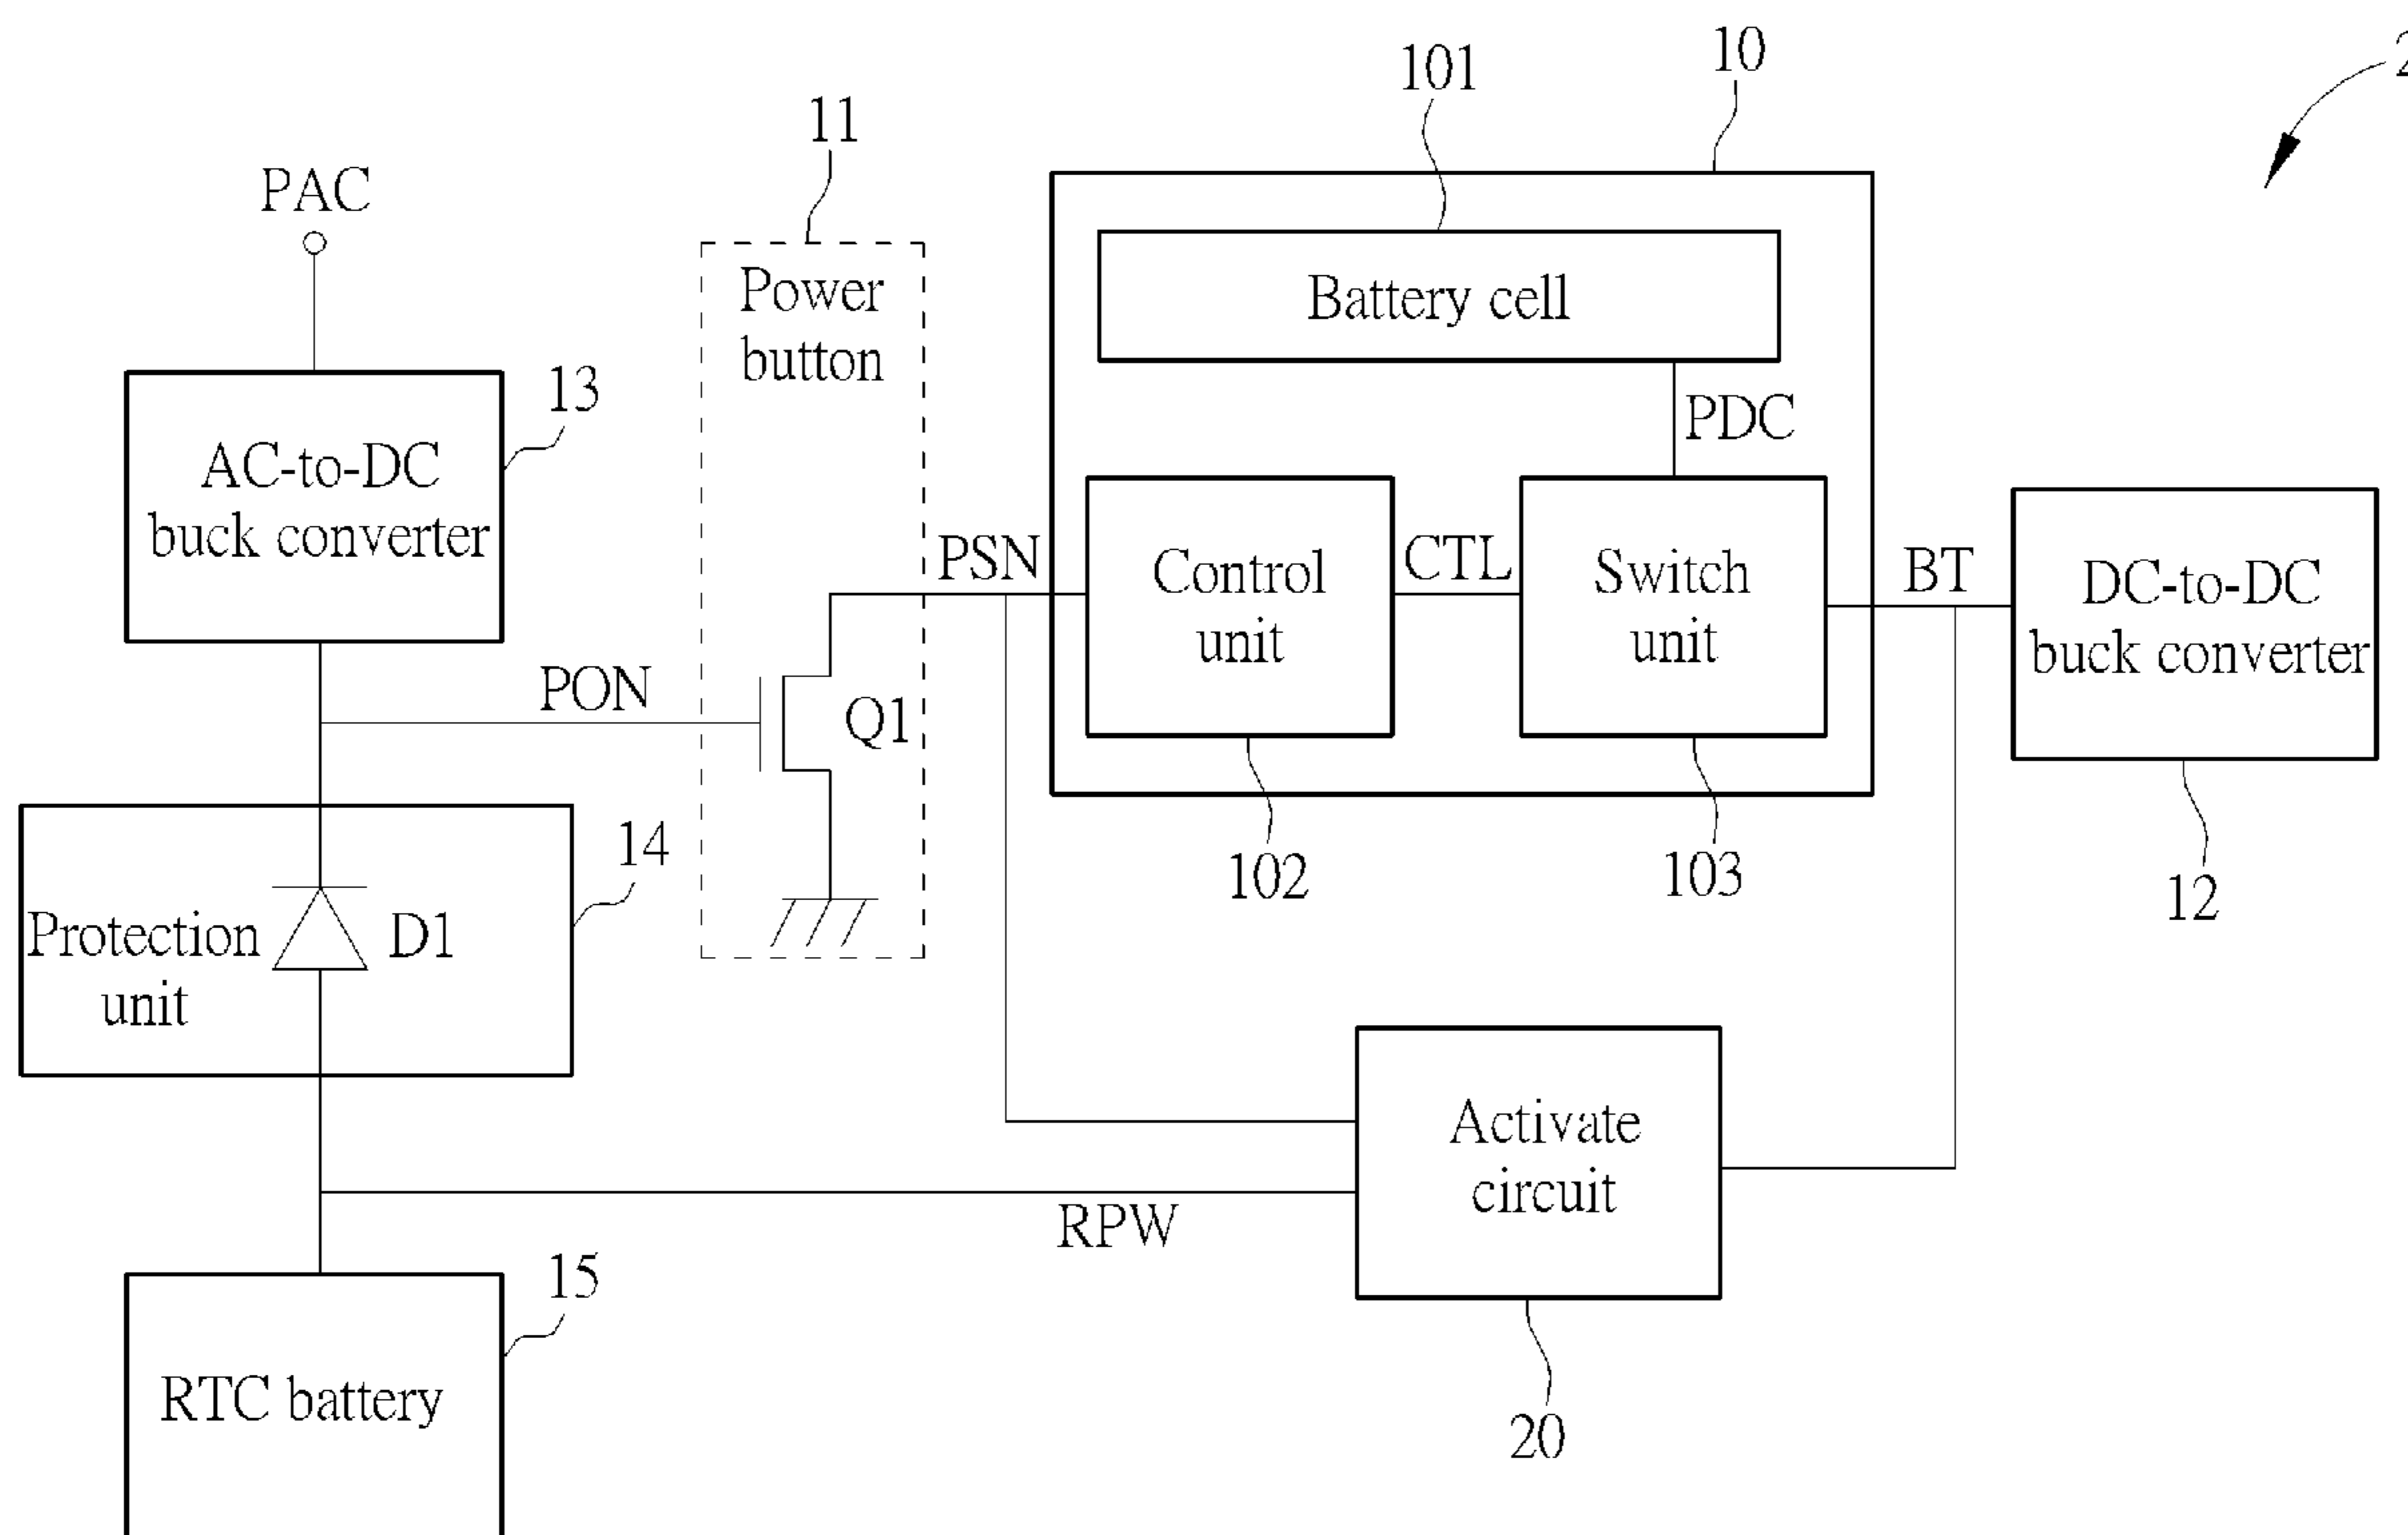 10
2
101
11
PAC
Power
button
Battery cell
13
PDC
AC-to-DC
buck converter
PSN
Control
unit
CTL
Switch
unit
BT
DC-to-DC
buck converter
PON
Q1
14
102
103
12
Protection
unit
D1
Activate
circuit
RPW
15
RTC battery
20